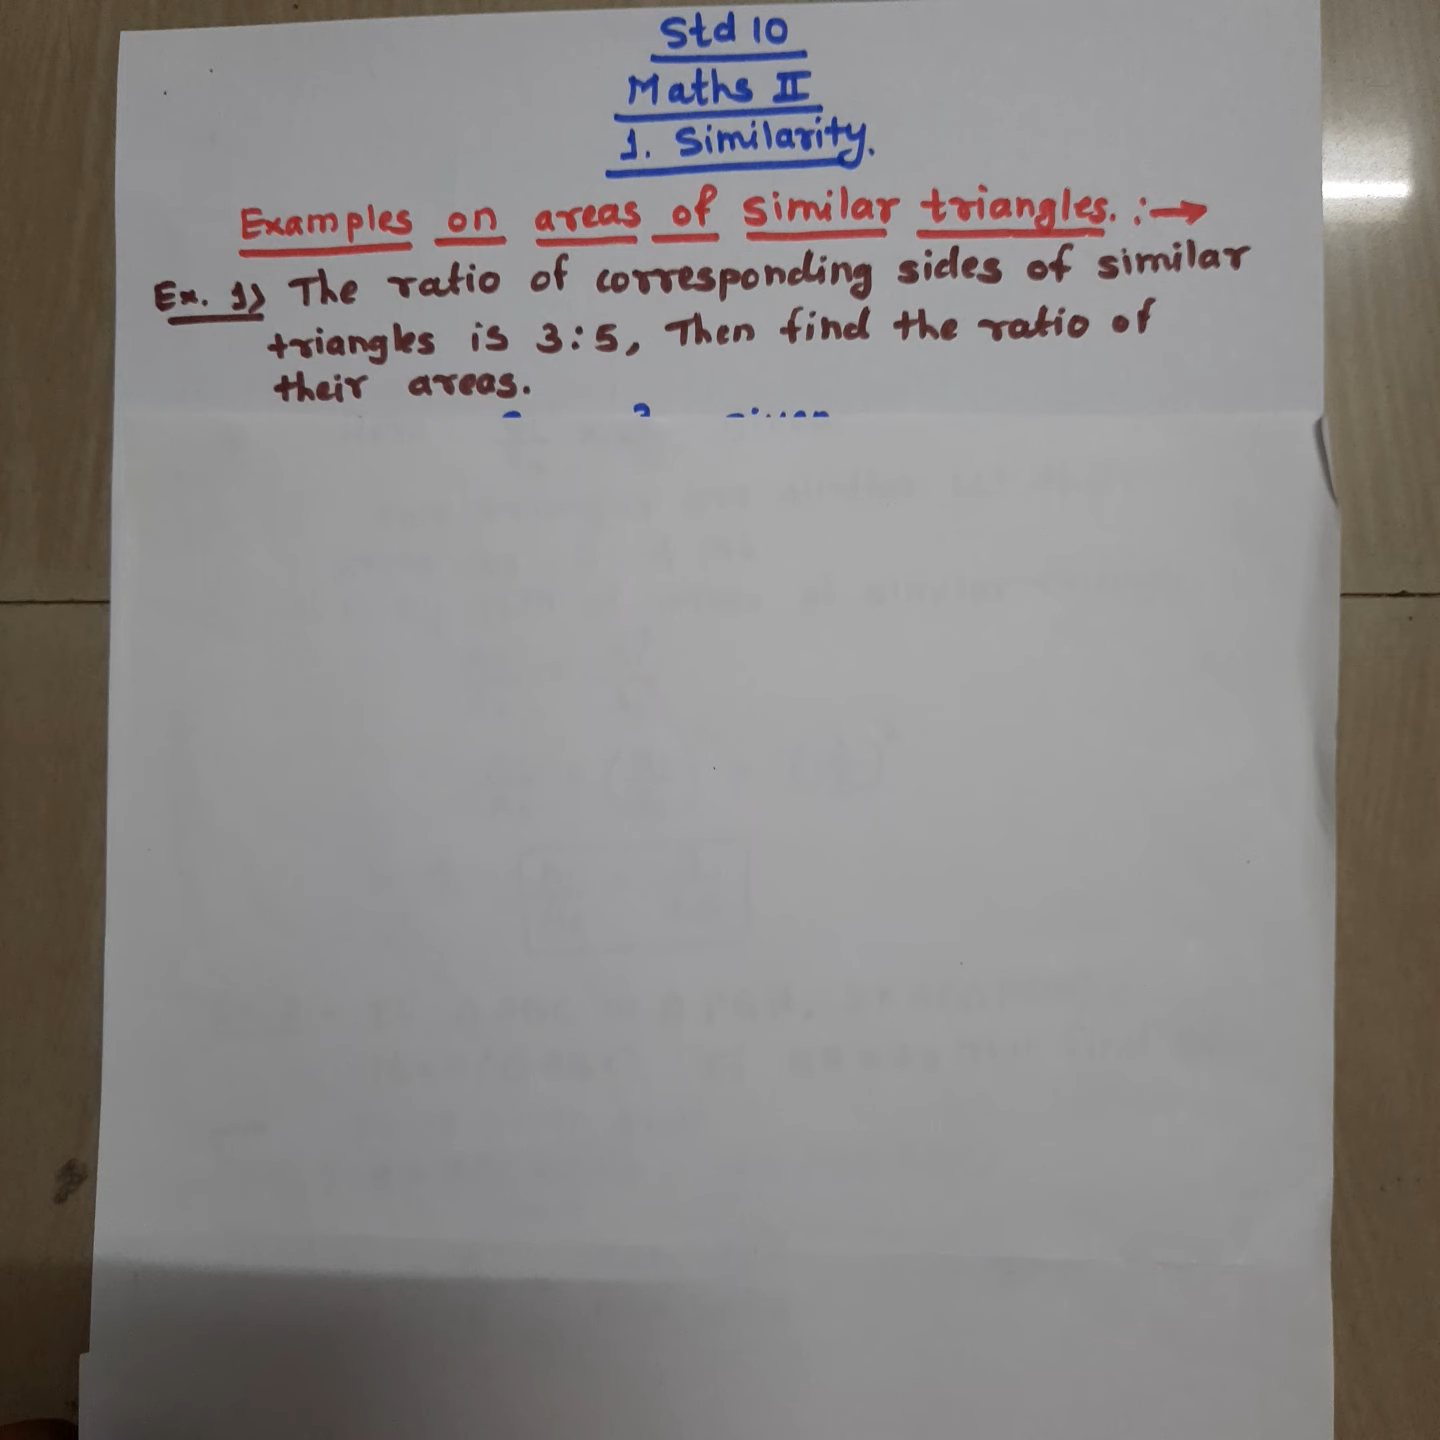 Std 10
Maths II
1. Similarity.
Examples on areas of similar triangles. :→
Ex. 1) The ratio of corresponding sides of similar
triangles is 3:5, Then find the ratio of
their areas.